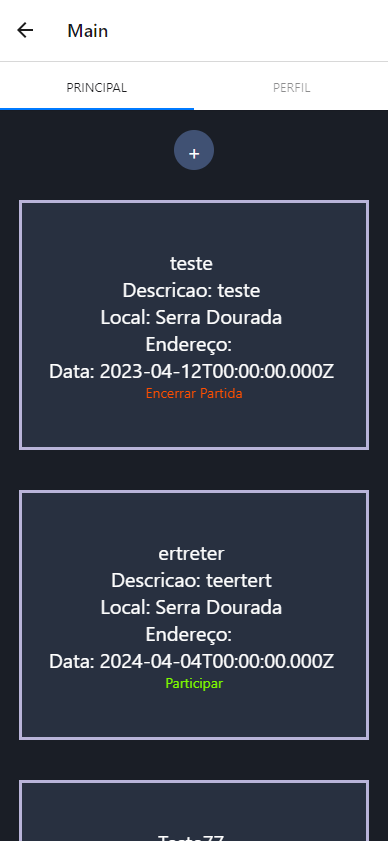 Main
PRINCIPAL PERFIL
+
teste
Descricao: teste
Local: Serra Dourada
Endereço:
Data: 2023-04-12T00:00:00.000Z
Encerrar Partida
ertreter
Descricao: teertert
Local: Serra Dourada
Endereço:
Data: 2024-04-04T00:00:00.000Z
Participar
Teste77